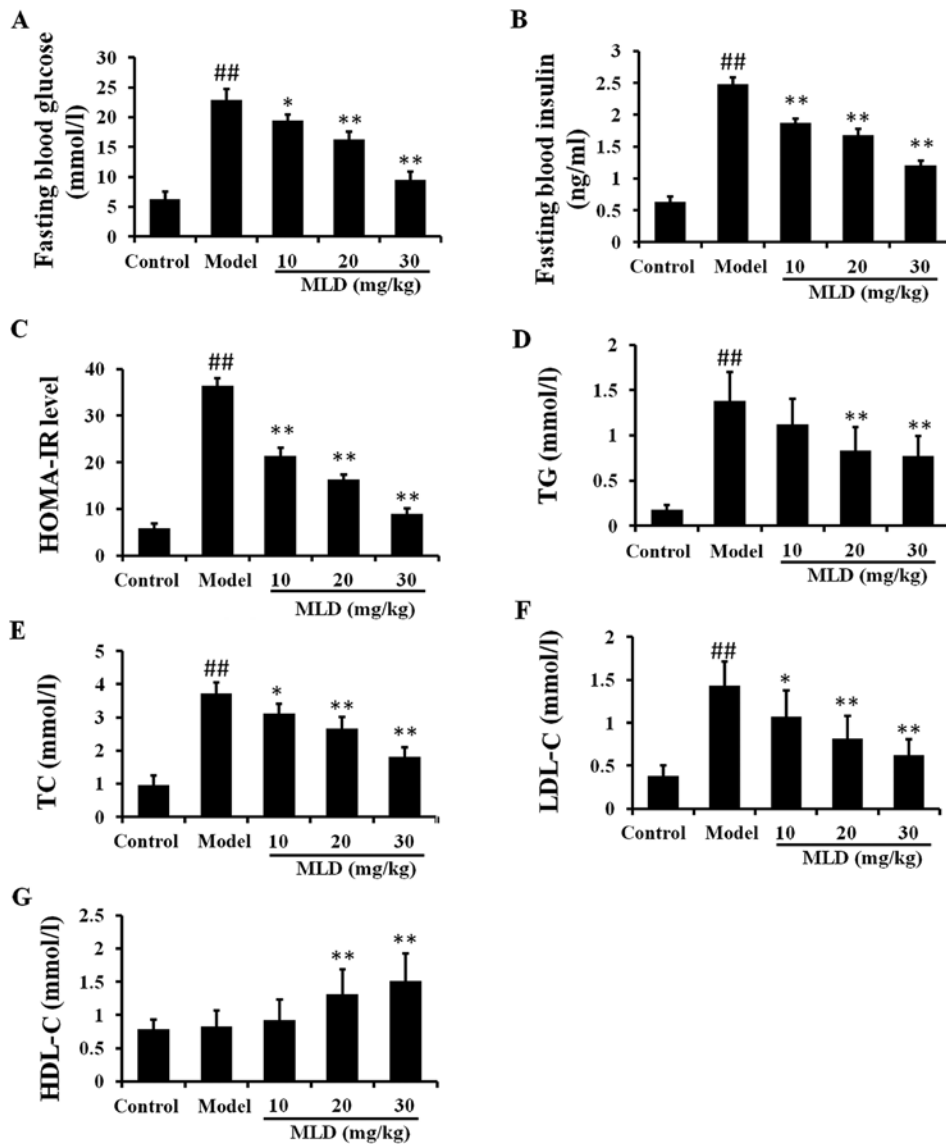 A
Fasting blood glucose
(mmol/l)
30
25
20
15
10
5
0
##
*
**
**
Control Model 10 20 30
MLD (mg/kg)
B
Fasting blood insulin
(ng/ml)
3
2.5
2
1.5
1
0.5
0
##
**
**
**
Control Model 10 20 30
MLD (mg/kg)
C
HOMA-IR level
40
30
20
10
0
##
**
**
**
Control Model 10 20 30
MLD (mg/kg)
D
TG (mmol/l)
2
1.5
1
0.5
0
##
**
**
Control Model 10 20 30
MLD (mg/kg)
E
TC (mmol/l)
5
4
3
2
1
0
##
*
**
**
Control Model 10 20 30
MLD (mg/kg)
F
LDL-C (mmol/l)
2
1.5
1
0.5
0
##
*
**
**
Control Model 10 20 30
MLD (mg/kg)
G
HDL-C (mmol/l)
2.5
2
1.5
1
0.5
0
**
**
Control Model 10 20 30
MLD (mg/kg)